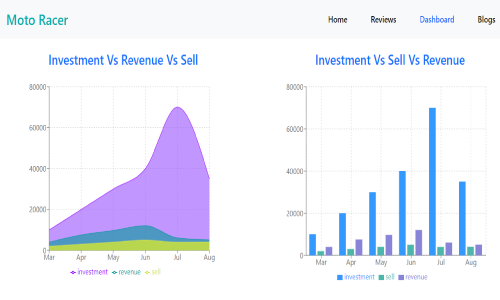 Moto Racer
Home Reviews Dashboard Blogs
Investment Vs Revenue Vs Sell
80000
60000
40000
20000
0
Mar Apr May Jun Jul Aug
investment revenue sell
Investment Vs Sell Vs Revenue
80000
60000
40000
20000
0
Mar Apr May Jun Jul Aug
investment sell revenue